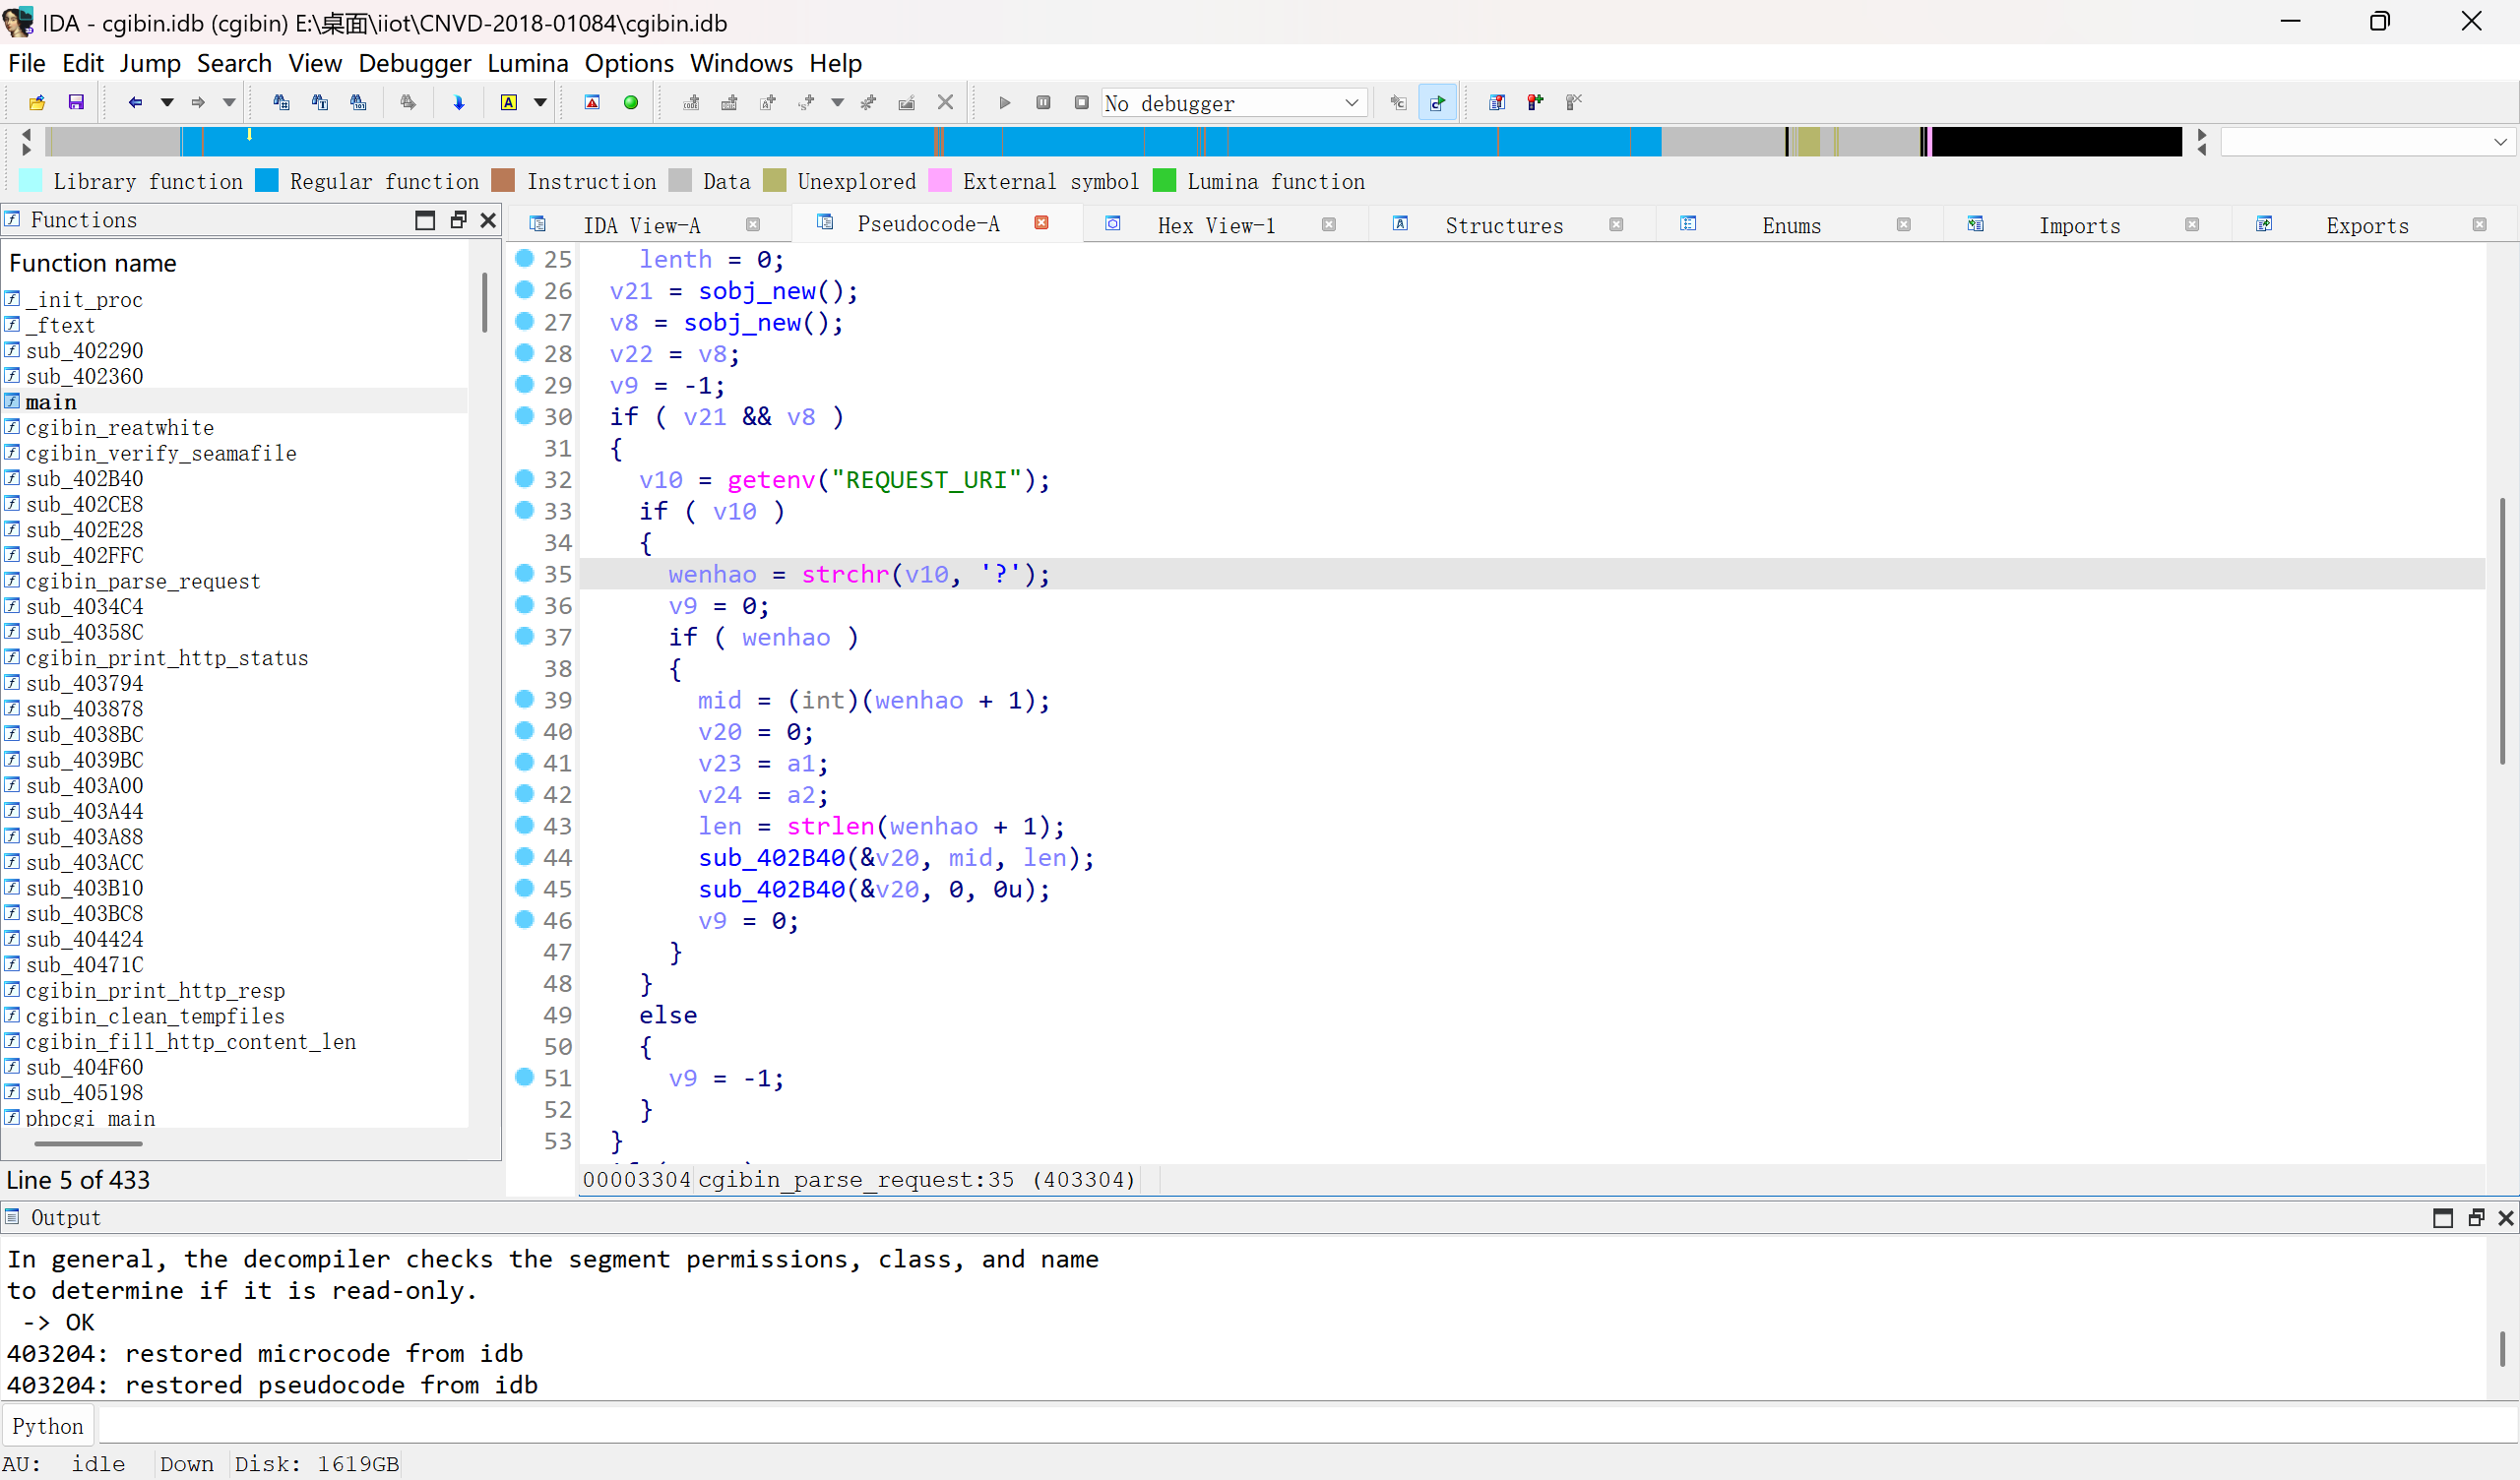 IDA - cgibin.idb (cgibin) E:\桌面\iiot\CNVD-2018-01084\cgibin.idb
File Edit Jump Search View Debugger Lumina Options Windows Help
No debugger
Library function Regular function Instruction Data Unexplored External symbol Lumina function
Functions
Function name
_init_proc
_ftext
sub_402290
sub_402360
main
cgibin_reatwhite
cgibin_verify_seamafile
sub_402B40
sub_402CE8
sub_402E28
sub_402FFC
cgibin_parse_request
sub_4034C4
sub_40358C
cgibin_print_http_status
sub_403794
sub_403878
sub_4038BC
sub_4039BC
sub_403A00
sub_403A44
sub_403A88
sub_403ACC
sub_403B10
sub_403BC8
sub_404424
sub_40471C
cgibin_print_http_resp
cgibin_clean_tempfiles
cgibin_fill_http_content_len
sub_404F60
sub_405198
phpcgi_main
Line 5 of 433
IDA View-A Pseudocode-A Hex View-1 Structures Enums Imports Exports
25 lenth = 0;
26 v21 = sobj_new();
27 v8 = sobj_new();
28 v22 = v8;
29 v9 = -1;
30 if ( v21 && v8 )
31 {
32 v10 = getenv("REQUEST_URI");
33 if ( v10 )
34 {
35 wenhao = strchr(v10, '?');
36 v9 = 0;
37 if ( wenhao )
38 {
39 mid = (int)(wenhao + 1);
40 v20 = 0;
41 v23 = a1;
42 v24 = a2;
43 len = strlen(wenhao + 1);
44 sub_402B40(&v20, mid, len);
45 sub_402B40(&v20, 0, 0u);
46 v9 = 0;
47 }
48 }
49 else
50 {
51 v9 = -1;
52 }
53 }
00003304 cgibin_parse_request:35 (403304)
Output
In general, the decompiler checks the segment permissions, class, and name
to determine if it is read-only.
-> OK
403204: restored microcode from idb
403204: restored pseudocode from idb
Python
AU: idle Down Disk: 1619GB